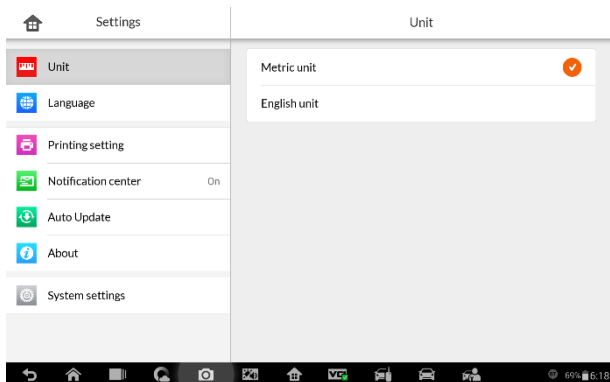 Settings
Unit
Unit
Language
Printing setting
Notification center On
Auto Update
About
System settings
Metric unit
English unit
VCI
69% 6:18